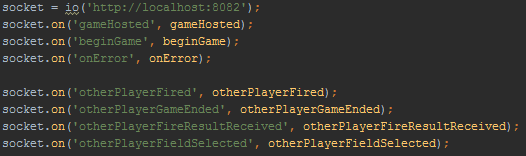 socket = io('http://localhost:8082');
socket.on('gameHosted', gameHosted);
socket.on('beginGame', beginGame);
socket.on('onError', onError);
socket.on('otherPlayerFired', otherPlayerFired);
socket.on('otherPlayerGameEnded', otherPlayerGameEnded);
socket.on('otherPlayerFireResultReceived', otherPlayerFireResultReceived);
socket.on('otherPlayerFieldSelected', otherPlayerFieldSelected);